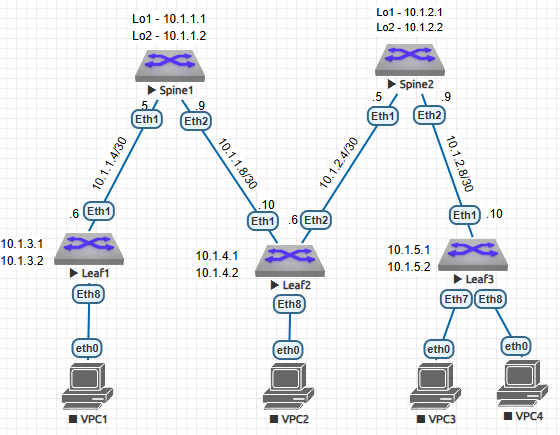 Lo1 - 10.1.1.1
Lo2 - 10.1.1.2
Lo1 - 10.1.2.1
Lo2 - 10.1.2.2
Spine1
Spine2
.5
.9
.5
.9
Eth1
Eth2
Eth1
Eth2
10.1.1.4/30
10.1.1.8/30
10.1.2.4/30
10.1.2.8/30
.6
Eth1
.10
Eth1
.6
Eth2
Eth1
.10
10.1.3.1
10.1.3.2
10.1.4.1
10.1.4.2
10.1.5.1
10.1.5.2
Leaf1
Leaf2
Leaf3
Eth8
Eth8
Eth7
Eth8
eth0
eth0
eth0
eth0
VPC1
VPC2
VPC3
VPC4